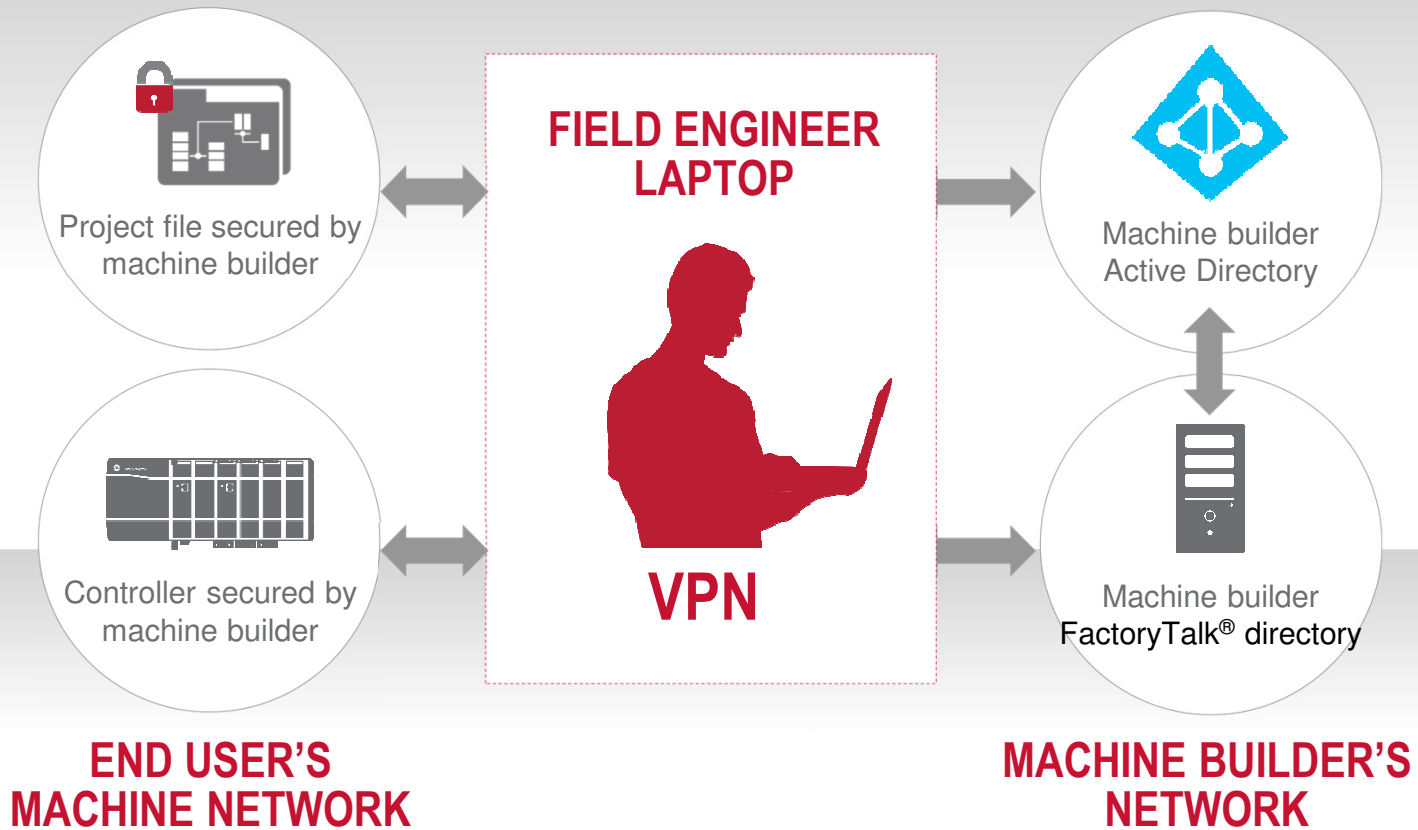 FIELD ENGINEER
LAPTOP
VPN
Project file secured by
machine builder
Controller secured by
machine builder
END USER'S
MACHINE NETWORK
Machine builder
Active Directory
Machine builder
FactoryTalk® directory
MACHINE BUILDER'S
NETWORK